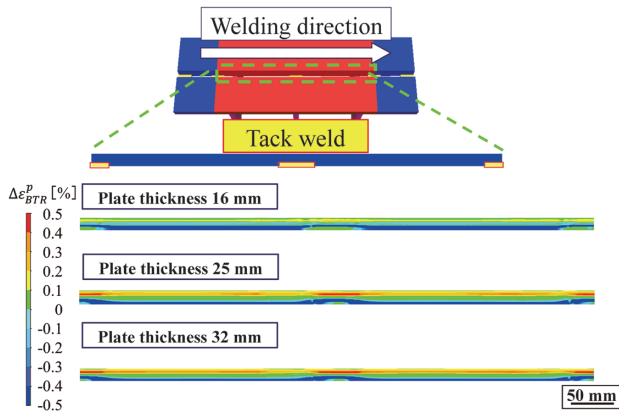 Welding direction
Tack weld
Δε^p_BTR [%]
Plate thickness 16 mm
0.5
0.4
0.3
0.2
0.1
0
-0.1
-0.2
-0.3
-0.4
-0.5
Plate thickness 25 mm
Plate thickness 32 mm
50 mm